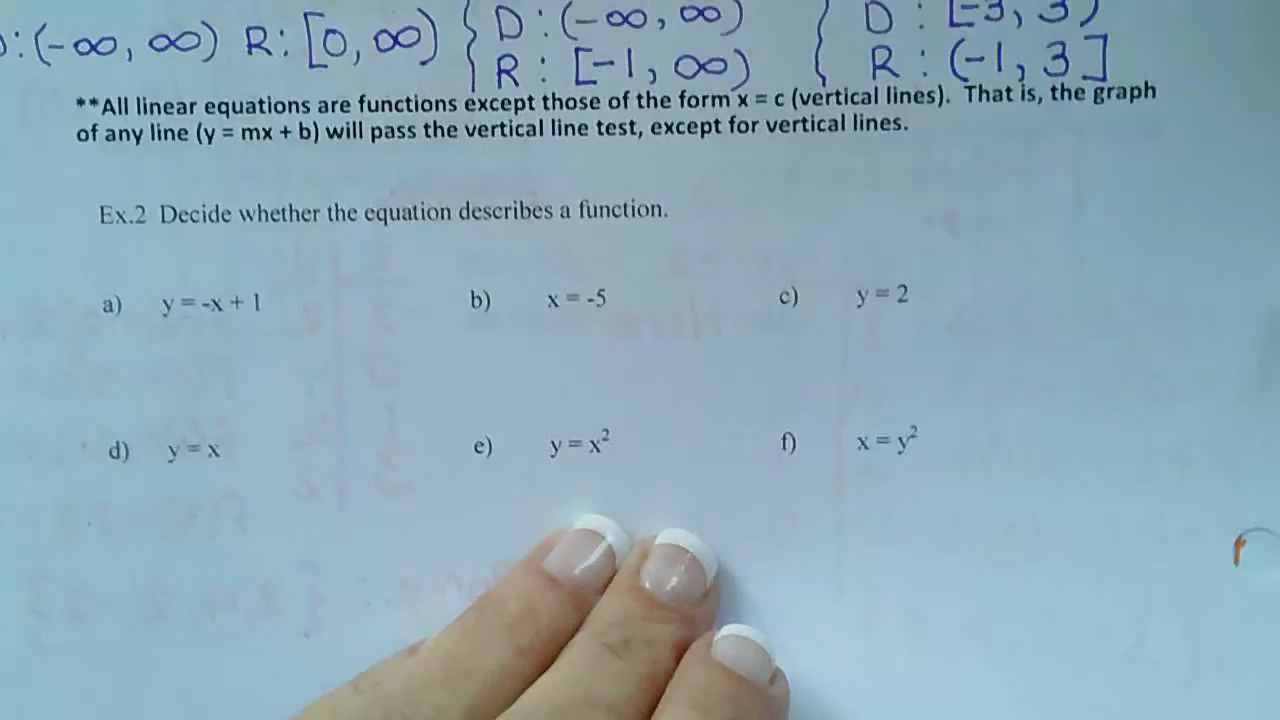 D:(-∞, ∞) R: [0, ∞) { D : (-∞, ∞) { D : [-3, 3)
R : [-1, ∞) R : (-1, 3]
**All linear equations are functions except those of the form x = c (vertical lines). That is, the graph
of any line (y = mx + b) will pass the vertical line test, except for vertical lines.
Ex.2 Decide whether the equation describes a function.
a) y = -x + 1 b) x = -5 c) y = 2
d) y = x e) y = x² f) x = y²